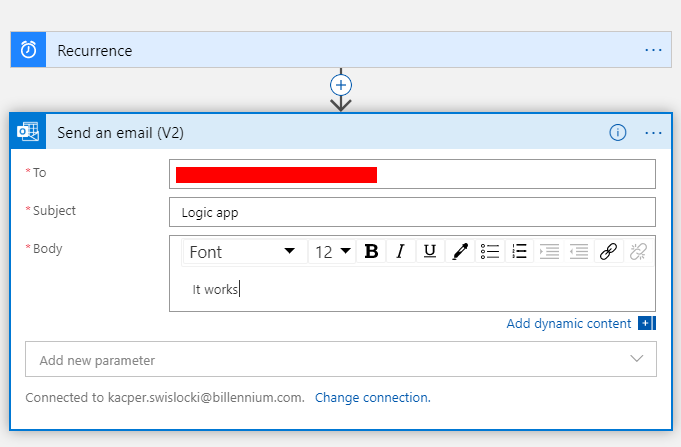 Recurrence
Send an email (V2)
* To
* Subject Logic app
* Body Font 12 B I U
It works
Add dynamic content
Add new parameter
Connected to kacper.swislocki@billennium.com. Change connection.